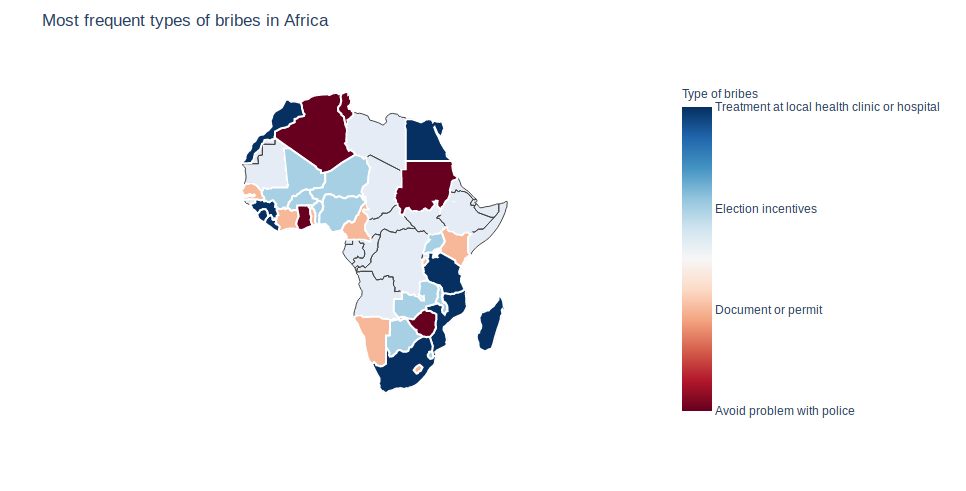 Most frequent types of bribes in Africa
Type of bribes
Treatment at local health clinic or hospital
Election incentives
Document or permit
Avoid problem with police